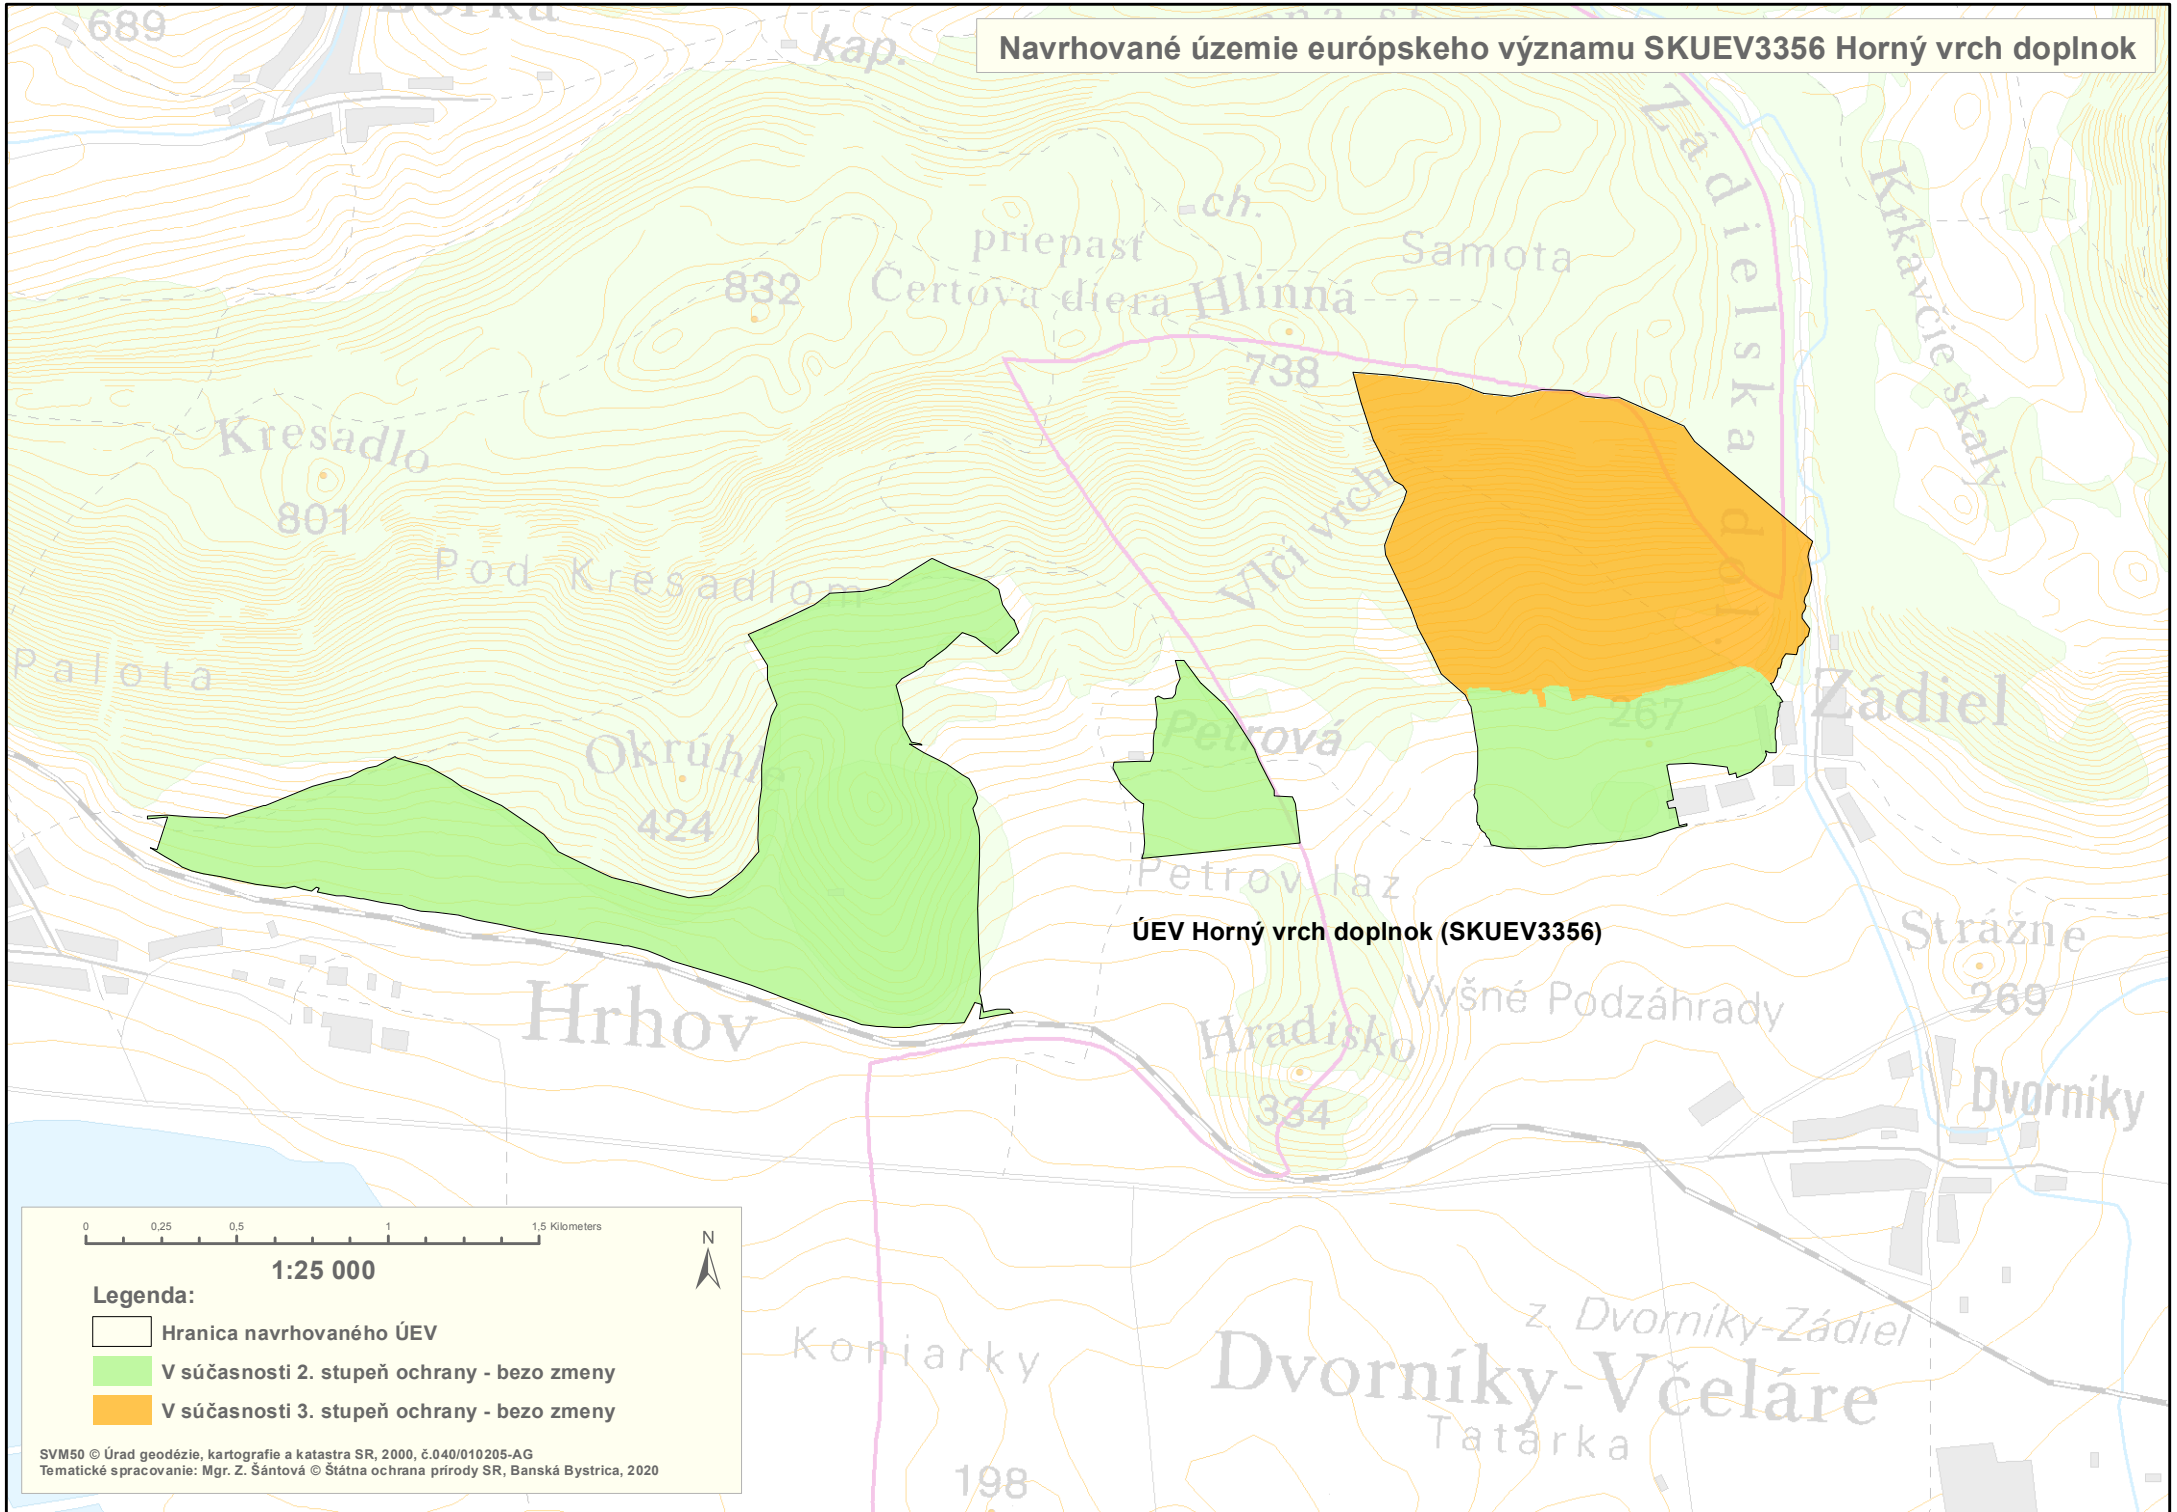 Navrhované územie európskeho významu SKUEV3356 Horný vrch doplnok
689
kap.
Zádielska dol.
Krkavčie skaly
ch.
priepast
Čertova diera
Hlinná
Samota
832
738
Kresadlo
801
Pod Kresadlom
Vlčí vrch
Palota
Okrúhle
424
Petrová
267
Zádiel
Petrov laz
ÚEV Horný vrch doplnok (SKUEV3356)
Strážne
269
Hrhov
Vyšné Podzáhrady
Hradisko
334
Dvorníky
z. Dvorníky-Zádiel
Koniarky
Dvorníky-Včeláre
Tatárka
198
0 0,25 0,5 1 1,5 Kilometers
1:25 000
N
Legenda:
Hranica navrhovaného ÚEV
V súčasnosti 2. stupeň ochrany - bezo zmeny
V súčasnosti 3. stupeň ochrany - bezo zmeny
SVM50 © Úrad geodézie, kartografie a katastra SR, 2000, č.040/010205-AG
Tematické spracovanie: Mgr. Z. Šántová © Štátna ochrana prírody SR, Banská Bystrica, 2020